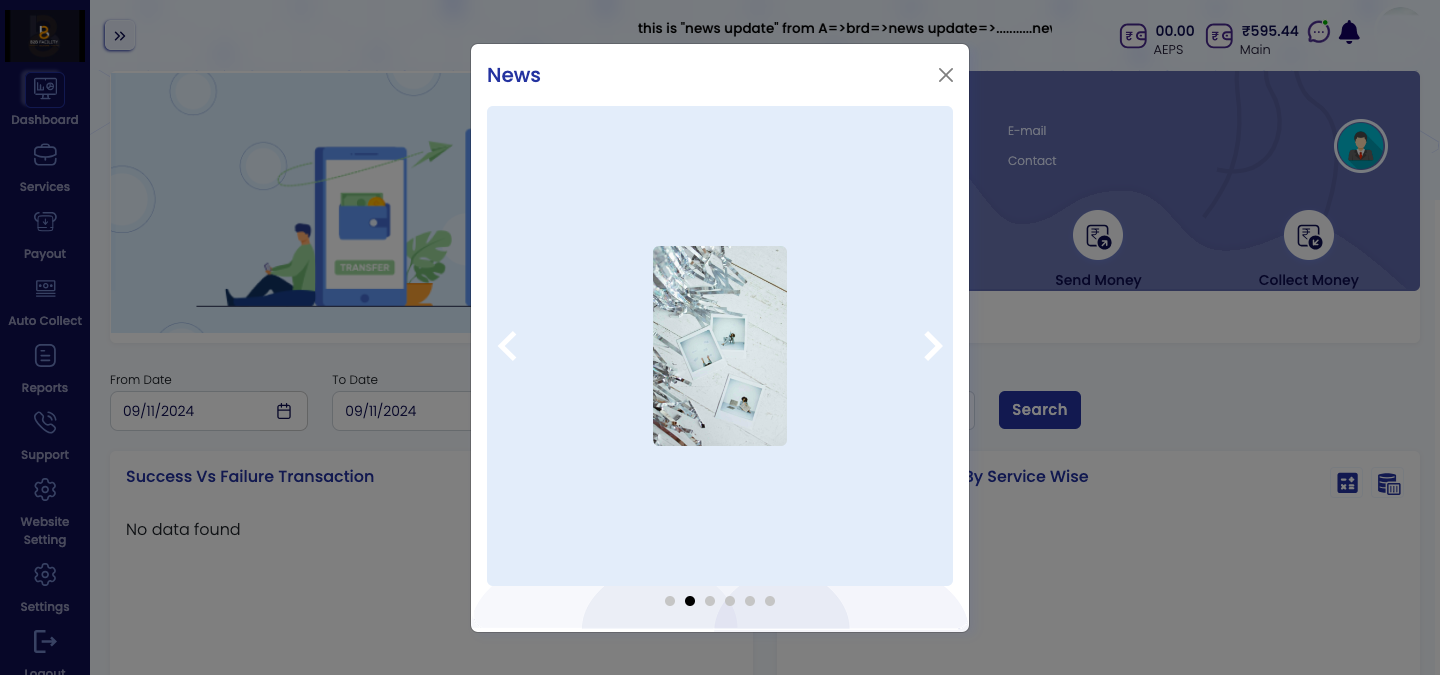 this is "news update" from A=>brd=>news update=>...........nev
00.00
AEPS
₹595.44
Main
News
E-mail
Contact
TRANSFER
Send Money
Collect Money
Dashboard
Services
Payout
Auto Collect
Reports
Support
Website
Setting
Settings
Logout
From Date
To Date
09/11/2024
09/11/2024
Search
Success Vs Failure Transaction
By Service Wise
No data found